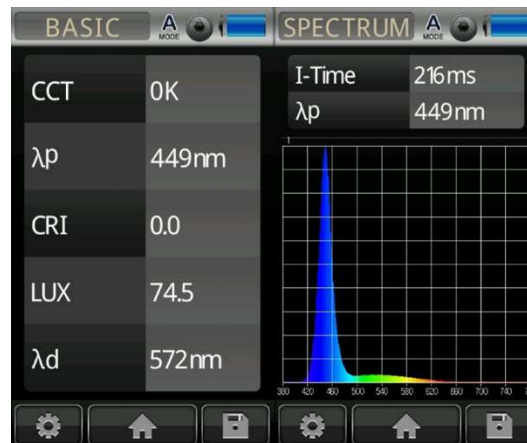 BASIC
A
MODE
CCT 0K
λp 449nm
CRI 0.0
LUX 74.5
λd 572nm
SPECTRUM
A
MODE
I-Time 216ms
λp 449nm
1
380 420 460 500 540 580 620 660 700 740